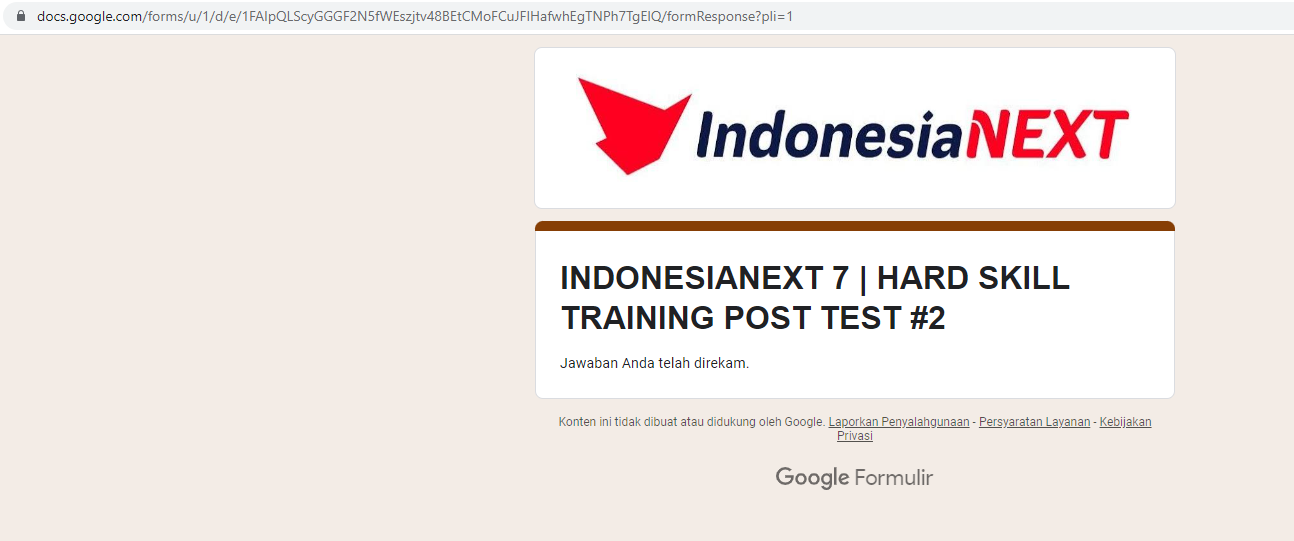 docs.google.com/forms/u/1/d/e/1FAIpQLScyGGGF2N5fWEszjtv48BEtCMoFCuJFIHafwhEgTNPh7TgEIQ/formResponse?pli=1
IndonesiaNEXT
INDONESIANEXT 7 | HARD SKILL
TRAINING POST TEST #2
Jawaban Anda telah direkam.
Konten ini tidak dibuat atau didukung oleh Google. Laporkan Penyalahgunaan - Persyaratan Layanan - Kebijakan
Privasi
Google Formulir